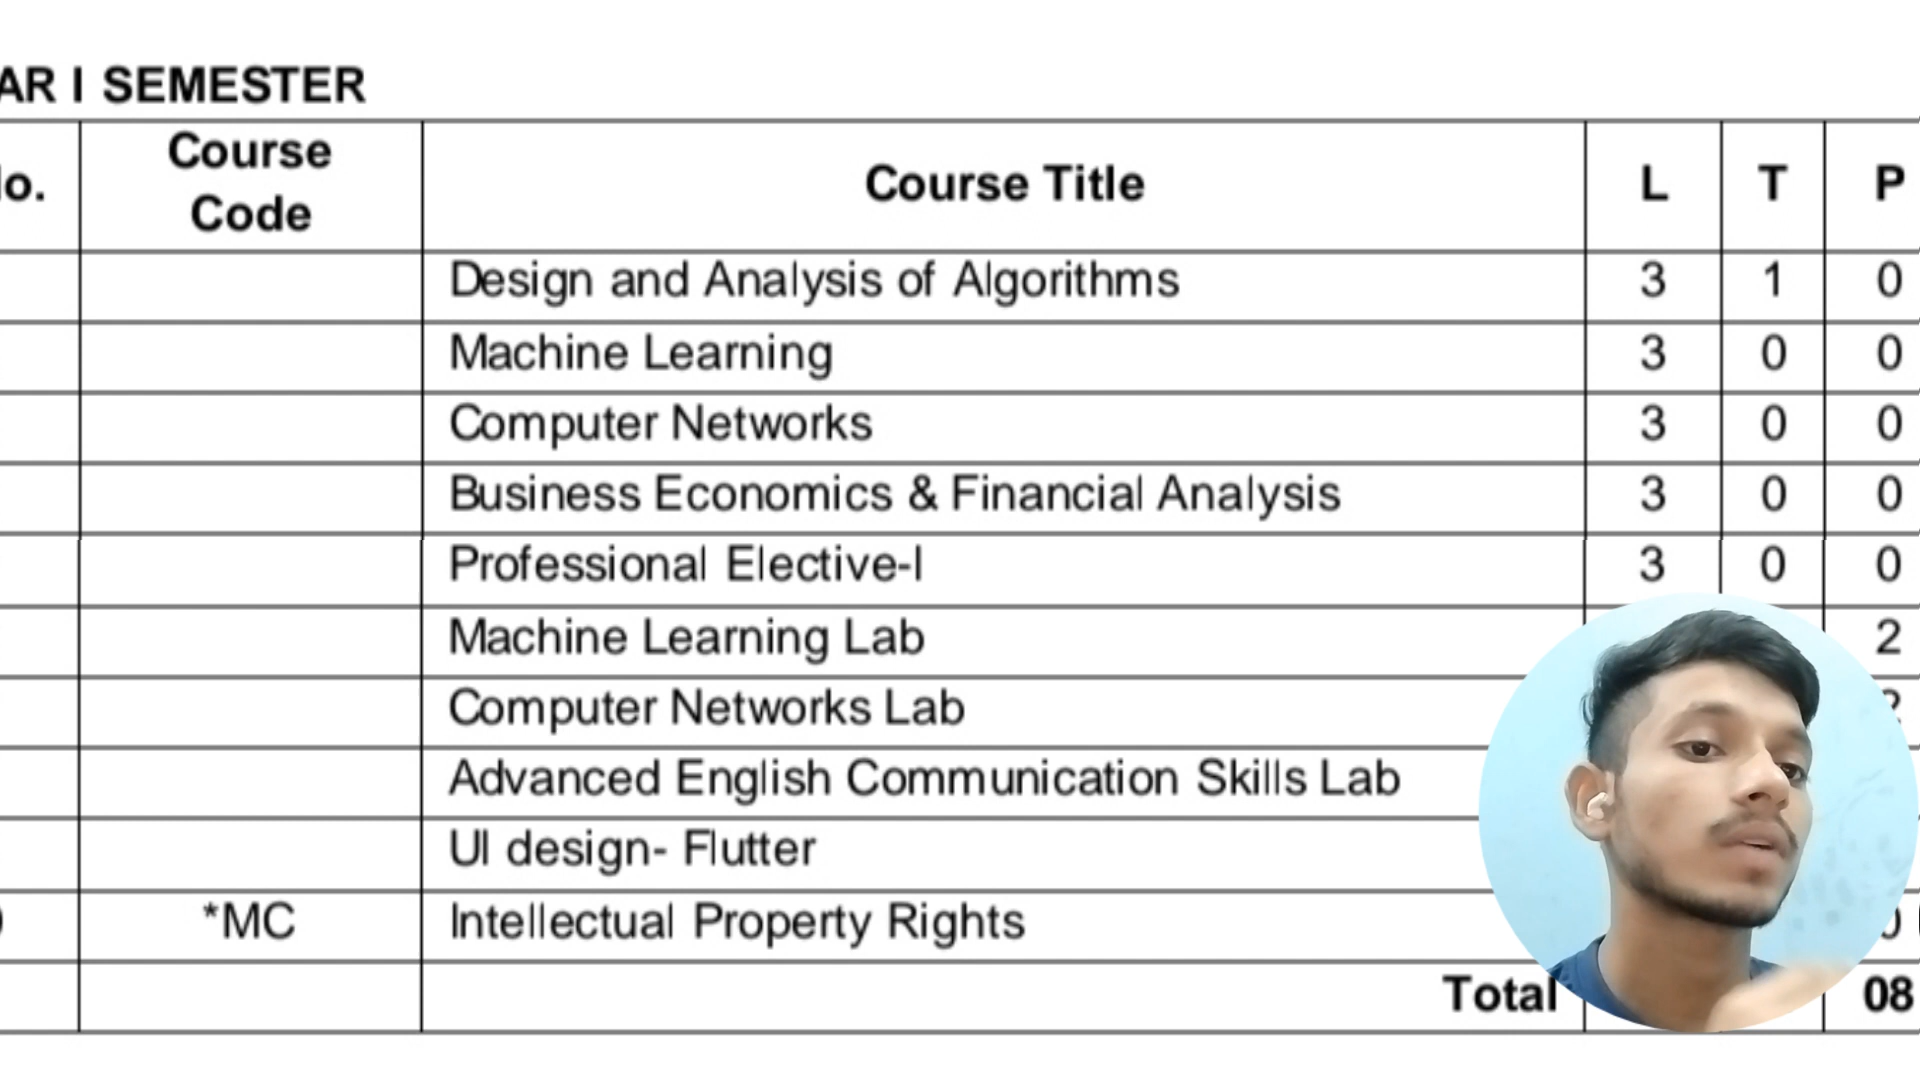 AR I SEMESTER
o. Course Code Course Title L T P
Design and Analysis of Algorithms 3 1 0
Machine Learning 3 0 0
Computer Networks 3 0 0
Business Economics & Financial Analysis 3 0 0
Professional Elective-I 3 0 0
Machine Learning Lab 2
Computer Networks Lab
Advanced English Communication Skills Lab
UI design- Flutter
*MC Intellectual Property Rights
Total 08